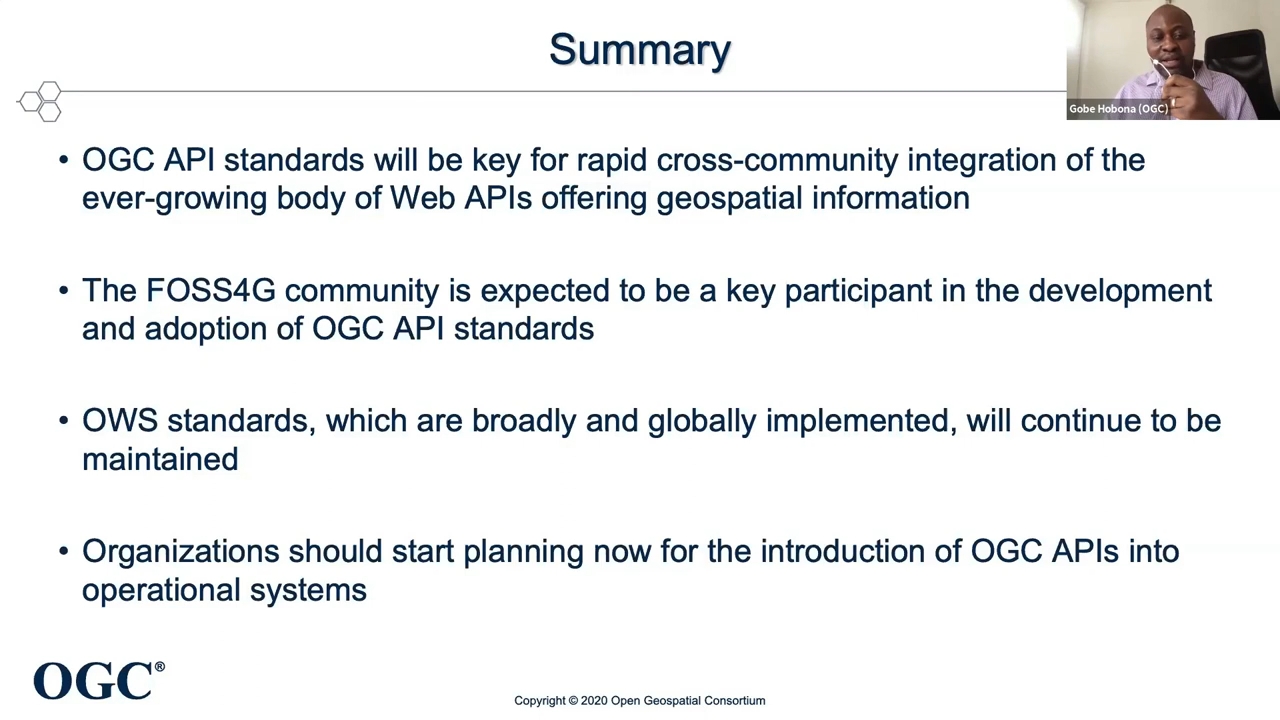 Summary
Gobe Hobona (OGC)
• OGC API standards will be key for rapid cross-community integration of the
ever-growing body of Web APIs offering geospatial information
• The FOSS4G community is expected to be a key participant in the development
and adoption of OGC API standards
• OWS standards, which are broadly and globally implemented, will continue to be
maintained
• Organizations should start planning now for the introduction of OGC APIs into
operational systems
OGC®
Copyright © 2020 Open Geospatial Consortium